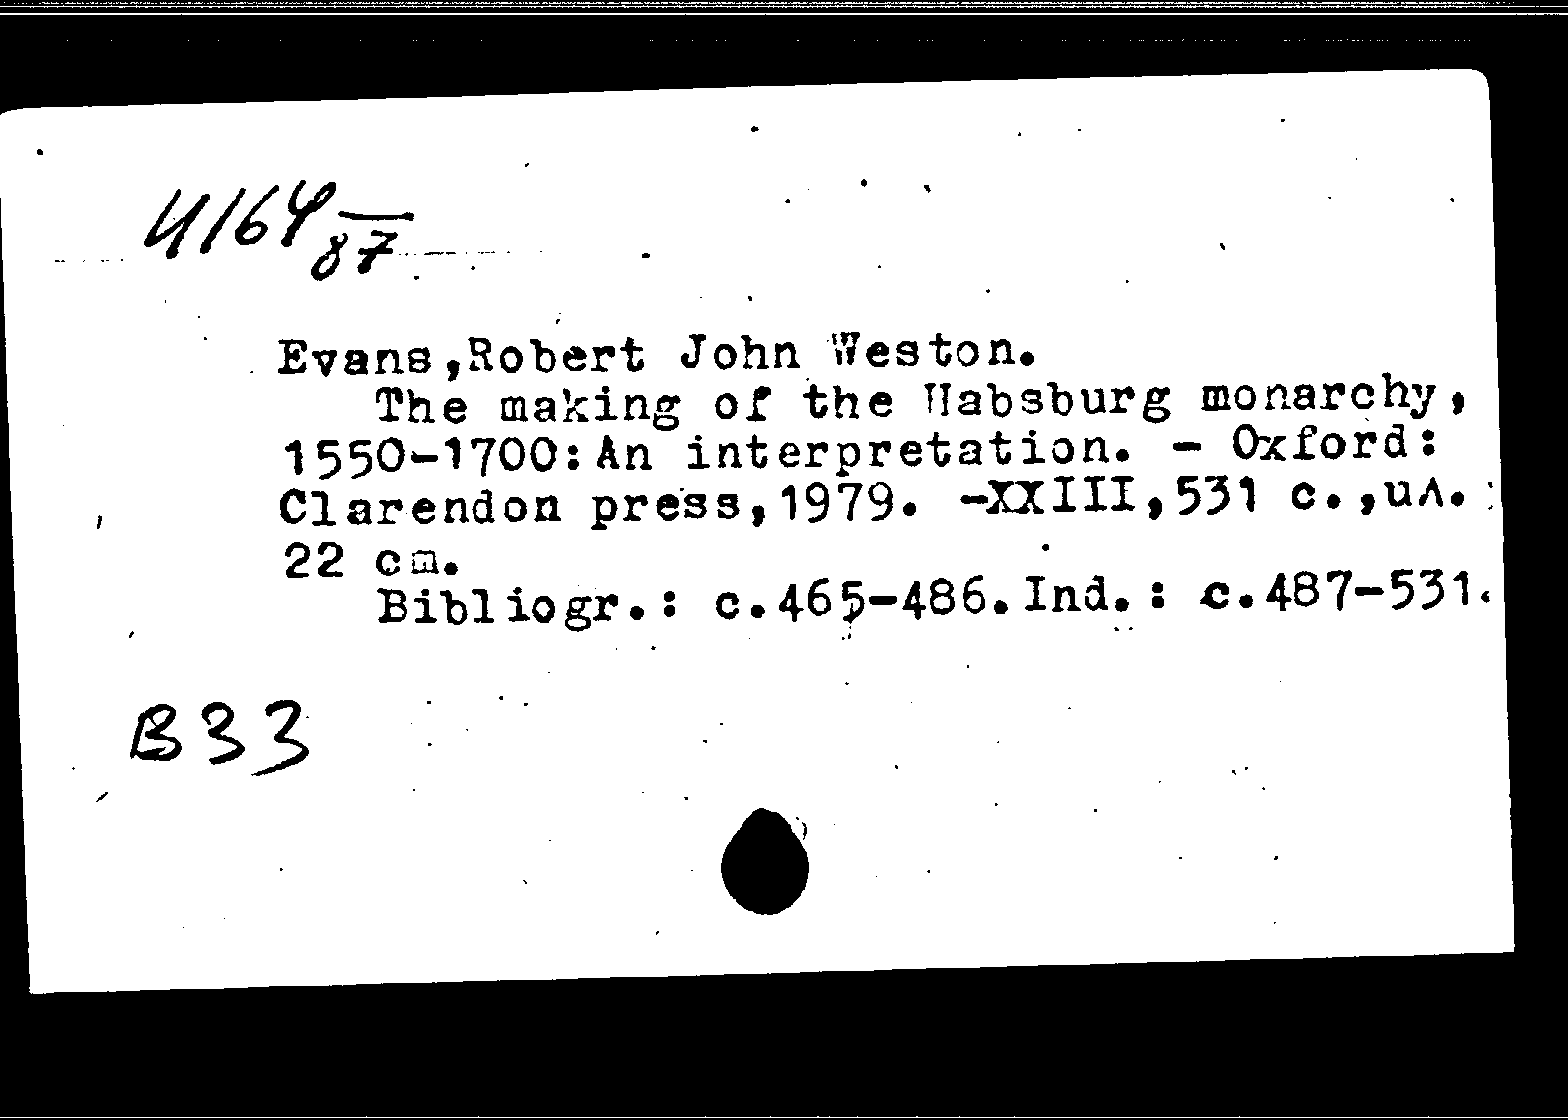 4164 87
Evans,Robert John Weston.
The making of the Habsburg monarchy,
1550-1700:An interpretation. - Oxford:
Clarendon press,1979. -XXIII,531 с.,ил.;
22 cm.
Bibliogr.: с.465-486.Ind.: с.487-531.
B33